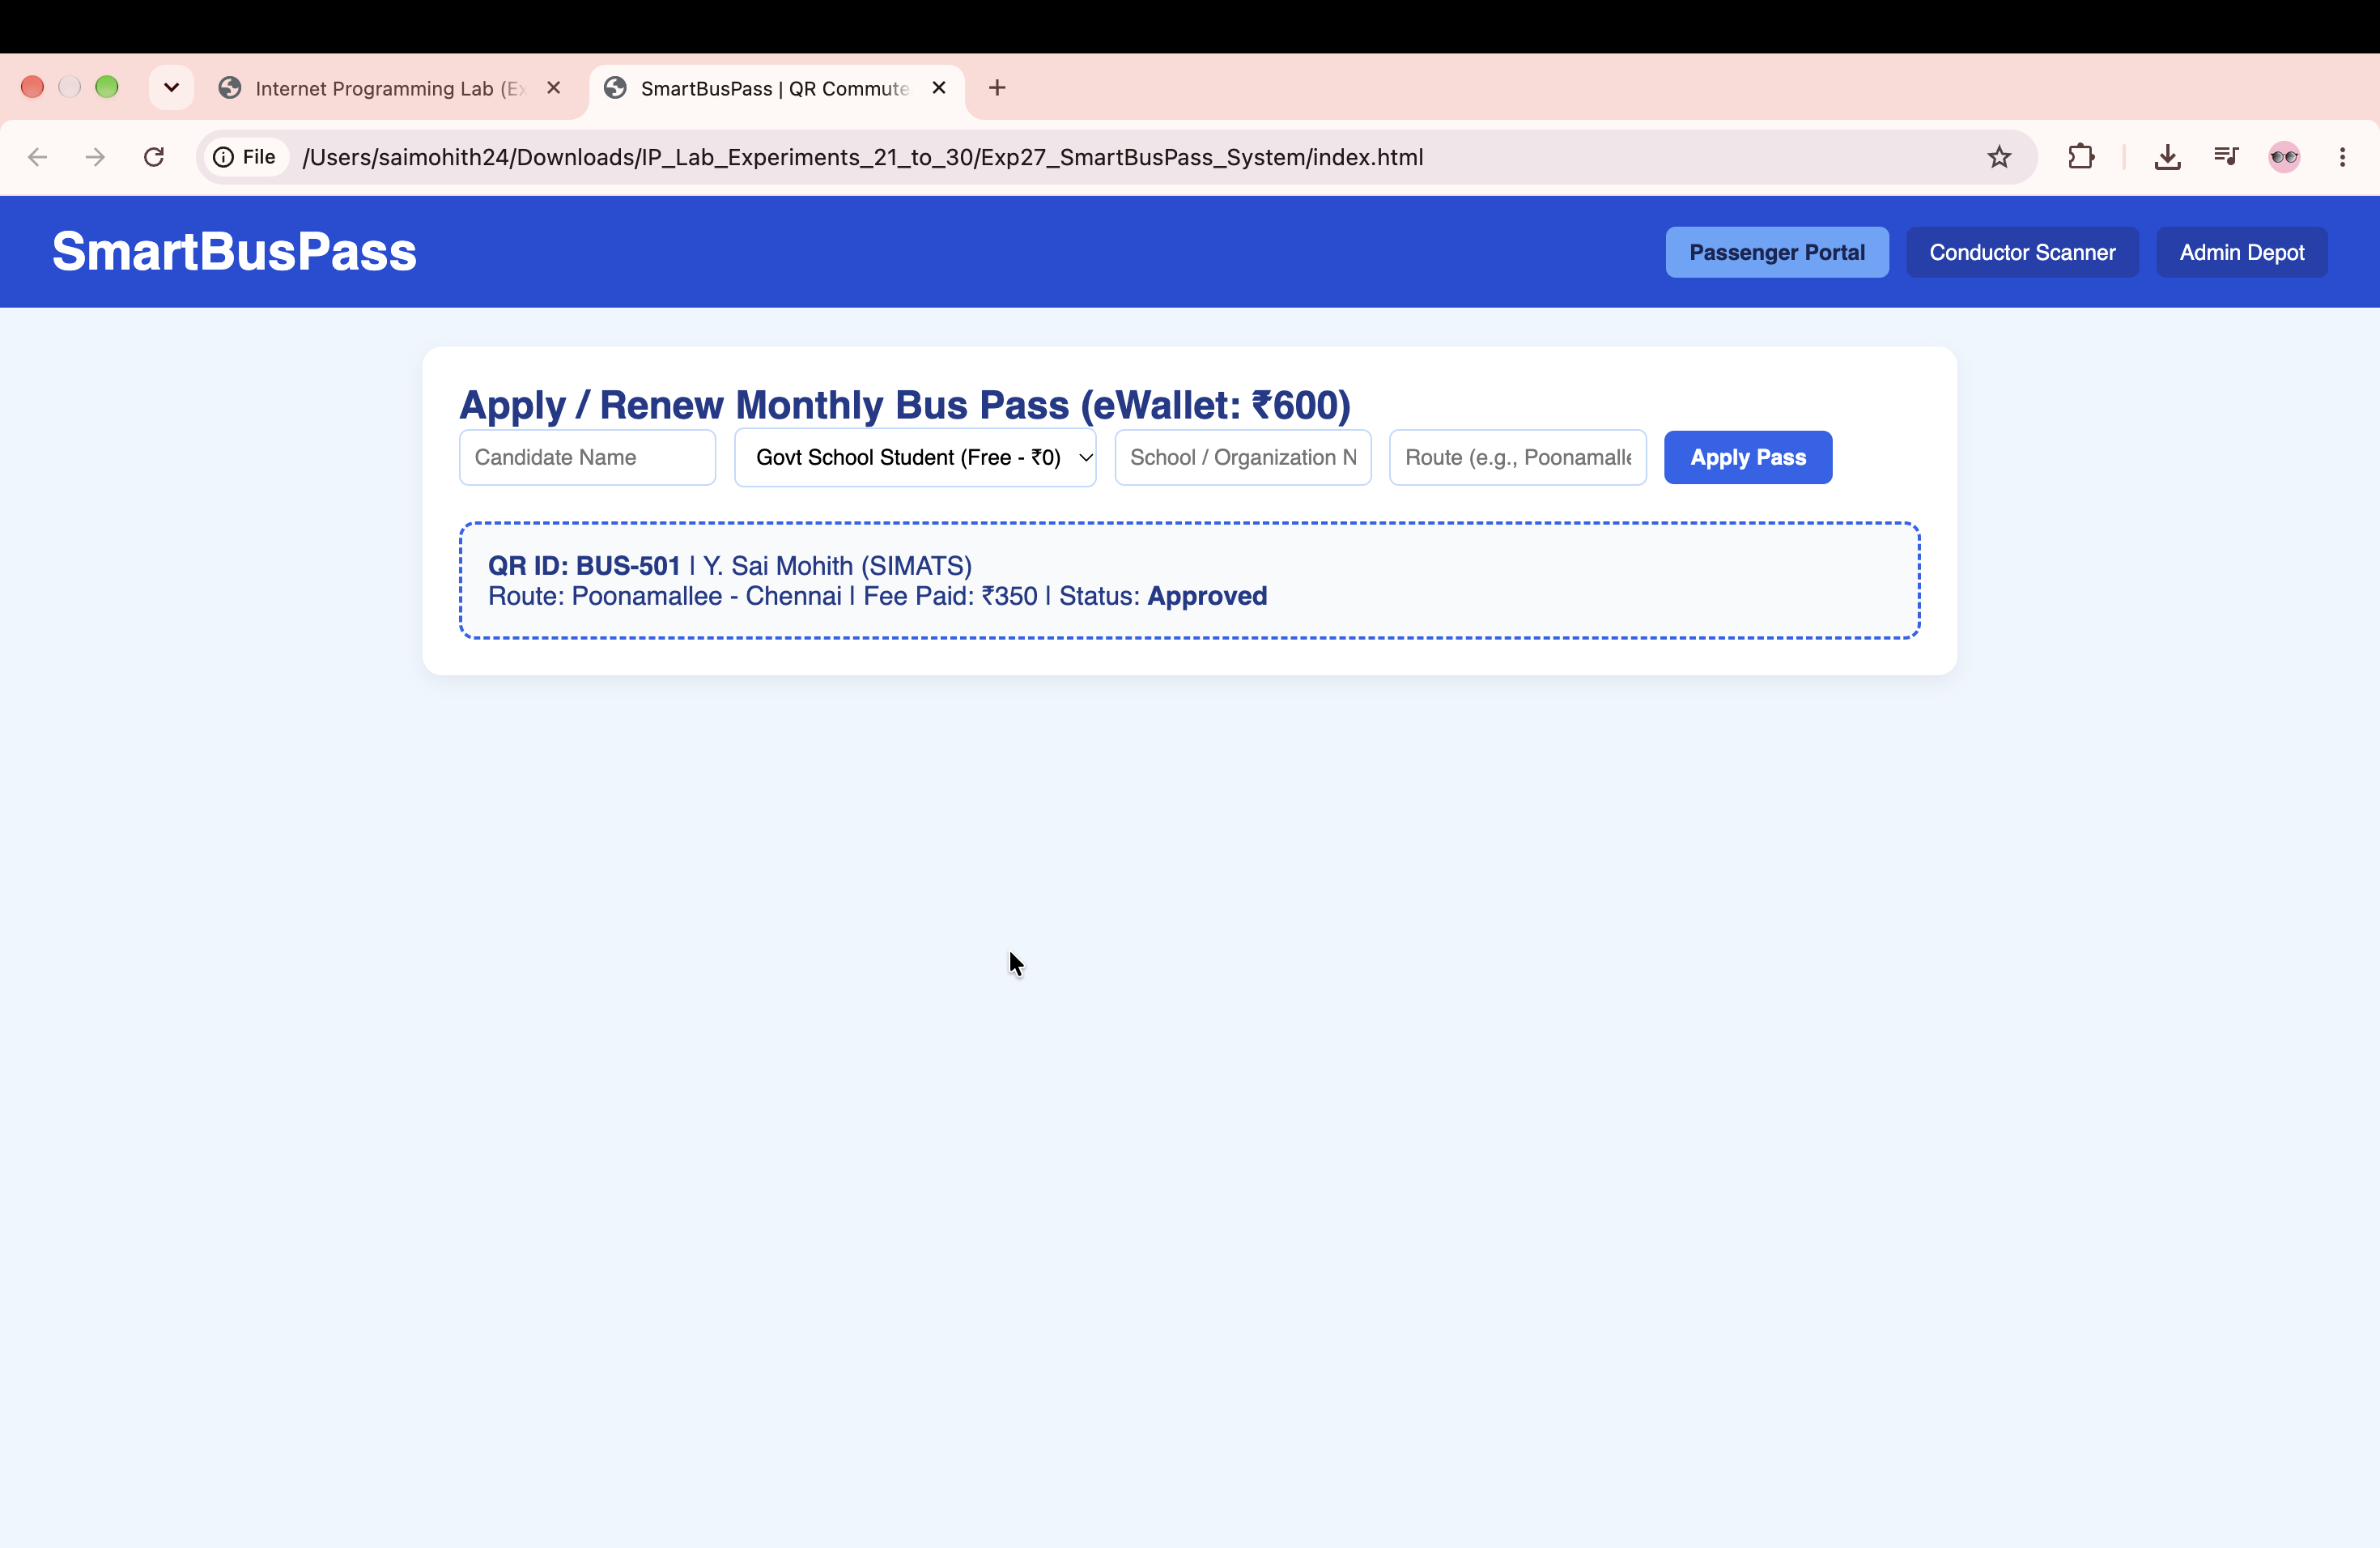 Internet Programming Lab (Ex
SmartBusPass | QR Commute
File
/Users/saimohith24/Downloads/IP_Lab_Experiments_21_to_30/Exp27_SmartBusPass_System/index.html
SmartBusPass
Passenger Portal
Conductor Scanner
Admin Depot
Apply / Renew Monthly Bus Pass (eWallet: ₹600)
Candidate Name
Govt School Student (Free - ₹0)
School / Organization N
Route (e.g., Poonamalle
Apply Pass
QR ID: BUS-501 | Y. Sai Mohith (SIMATS)
Route: Poonamallee - Chennai | Fee Paid: ₹350 | Status: Approved